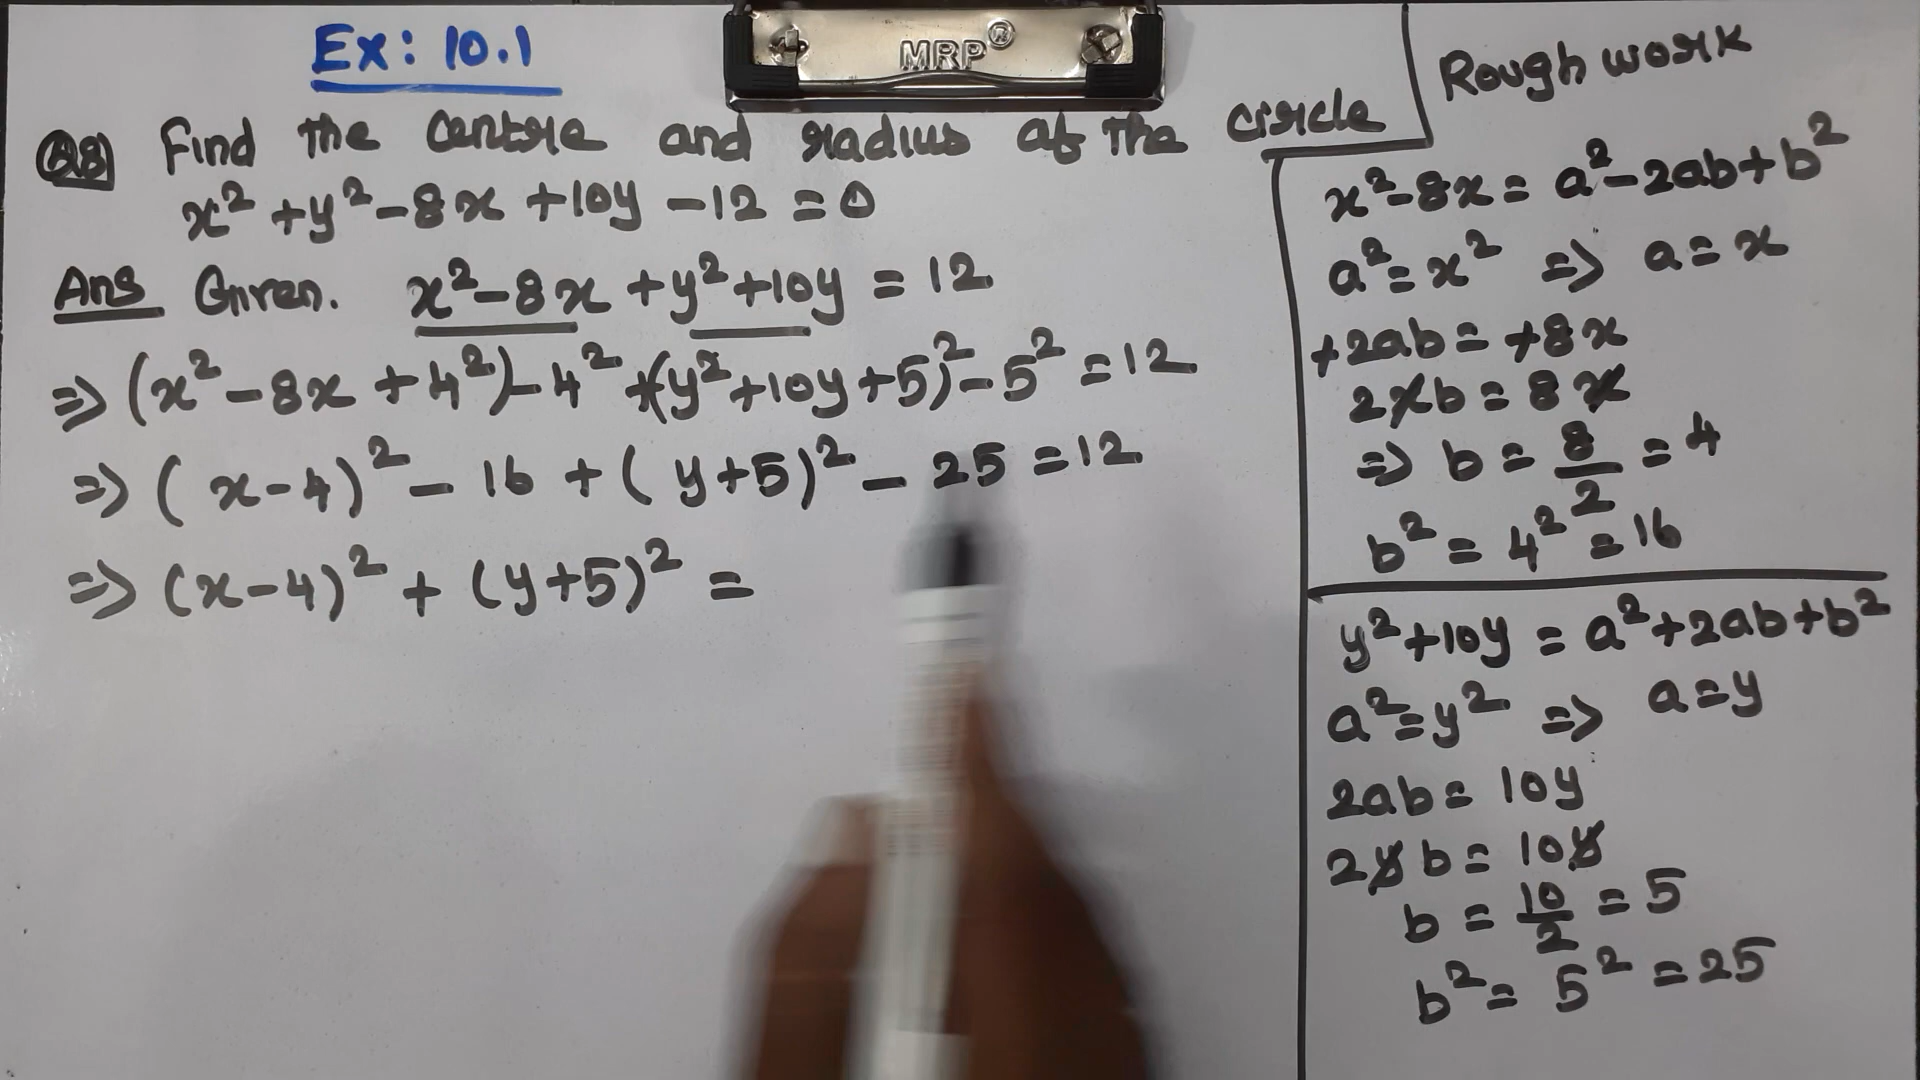 Ex: 10.1
MRP®
Q8) Find the centre and radius of the circle
x² + y² - 8x + 10y - 12 = 0
Ans Given. x² - 8x + y² + 10y = 12
⇒ (x² - 8x + 4²) - 4² + (y² + 10y + 5)² - 5² = 12
⇒ (x - 4)² - 16 + (y + 5)² - 25 = 12
⇒ (x - 4)² + (y + 5)² =
Rough work
x² - 8x = a² - 2ab + b²
a² = x² ⇒ a = x
+2ab = +8x
2xb = 8x
⇒ b = 8/2 = 4
b² = 4² = 16
y² + 10y = a² + 2ab + b²
a² = y² ⇒ a = y
2ab = 10y
2yb = 10y
b = 10/2 = 5
b² = 5² = 25